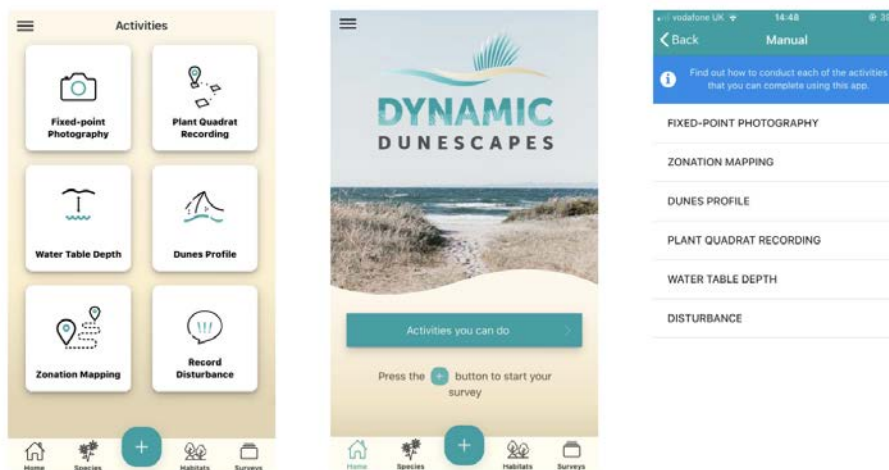 Activities
Fixed-point
Photography
Plant Quadrat
Recording
Water Table Depth
Dunes Profile
Zonation Mapping
Record
Disturbance
Home
Species
+
Habitats
Surveys
DYNAMIC
DUNESCAPES
Activities you can do
Press the + button to start your
survey
Home
Species
+
Habitats
Surveys
vodafone UK
14:48
Back
Manual
Find out how to conduct each of the activities
that you can complete using this app.
FIXED-POINT PHOTOGRAPHY
ZONATION MAPPING
DUNES PROFILE
PLANT QUADRAT RECORDING
WATER TABLE DEPTH
DISTURBANCE